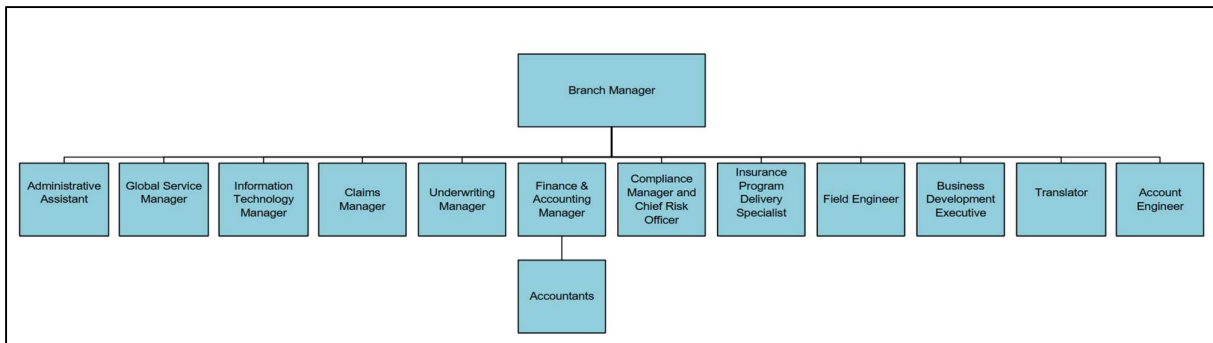 Branch Manager
Administrative
Assistant
Global Service
Manager
Information
Technology
Manager
Claims
Manager
Underwriting
Manager
Finance &
Accounting
Manager
Compliance
Manager and
Chief Risk
Officer
Insurance
Program
Delivery
Specialist
Field Engineer
Business
Development
Executive
Translator
Account
Engineer
Accountants